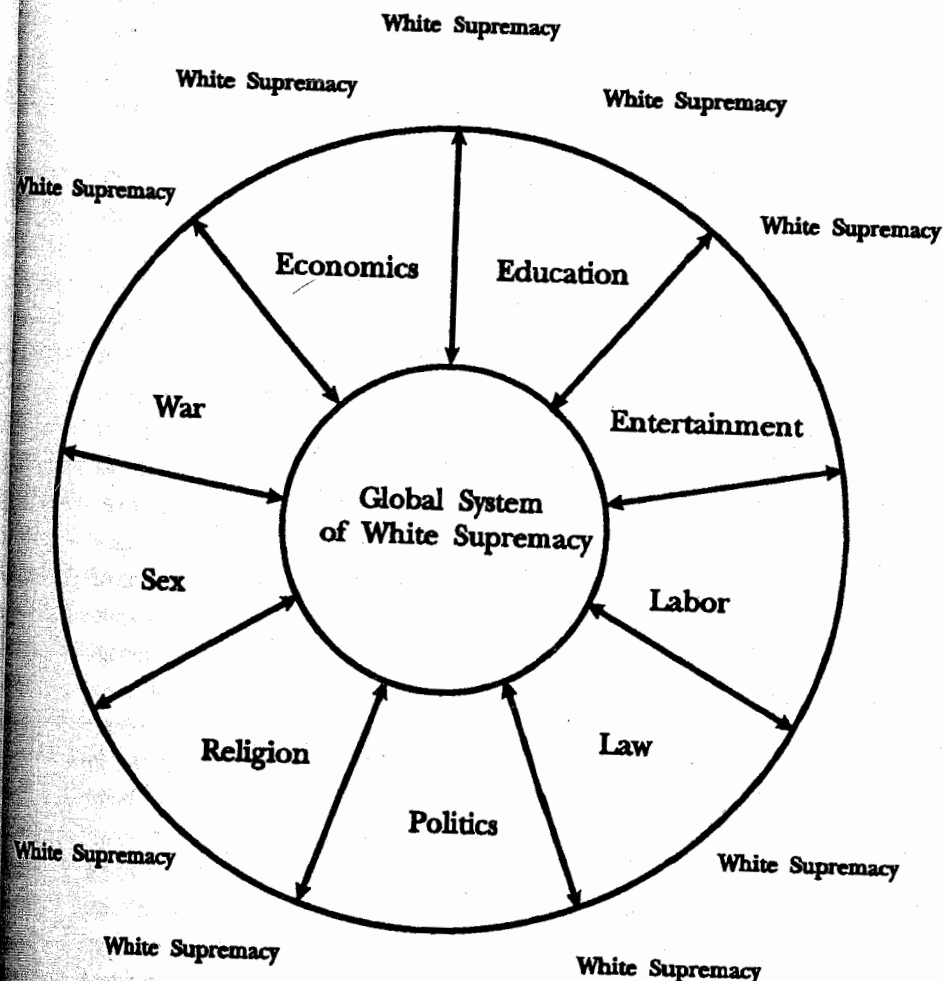 White Supremacy
White Supremacy
White Supremacy
White Supremacy
White Supremacy
Economics
Education
War
Entertainment
Global System
of White Supremacy
Sex
Labor
Religion
Law
Politics
White Supremacy
White Supremacy
White Supremacy
White Supremacy